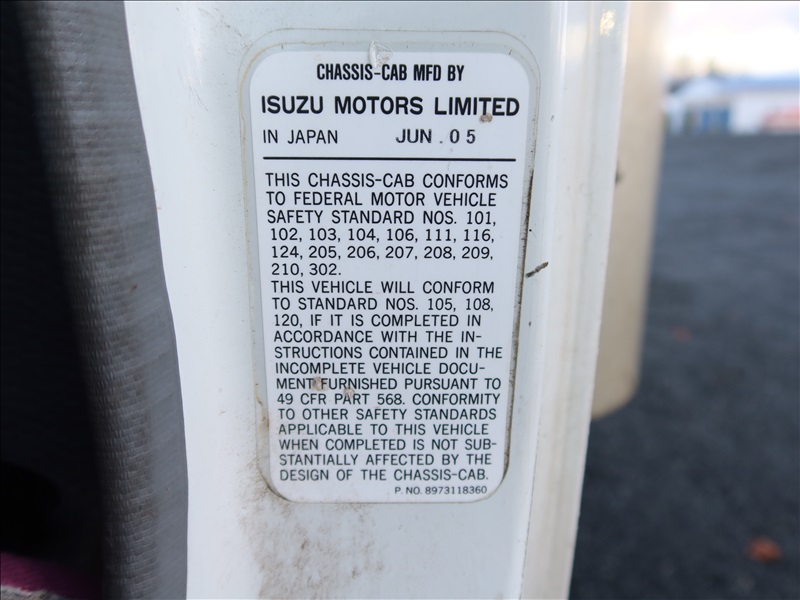 CHASSIS-CAB MFD BY
ISUZU MOTORS LIMITED
IN JAPAN JUN . 0 5
THIS CHASSIS-CAB CONFORMS
TO FEDERAL MOTOR VEHICLE
SAFETY STANDARD NOS. 101,
102, 103, 104, 106, 111, 116,
124, 205, 206, 207, 208, 209,
210, 302.
THIS VEHICLE WILL CONFORM
TO STANDARD NOS. 105, 108,
120, IF IT IS COMPLETED IN
ACCORDANCE WITH THE IN-
STRUCTIONS CONTAINED IN THE
INCOMPLETE VEHICLE DOCU-
MENT FURNISHED PURSUANT TO
49 CFR PART 568. CONFORMITY
TO OTHER SAFETY STANDARDS
APPLICABLE TO THIS VEHICLE
WHEN COMPLETED IS NOT SUB-
STANTIALLY AFFECTED BY THE
DESIGN OF THE CHASSIS-CAB.
P. NO. 8973118360